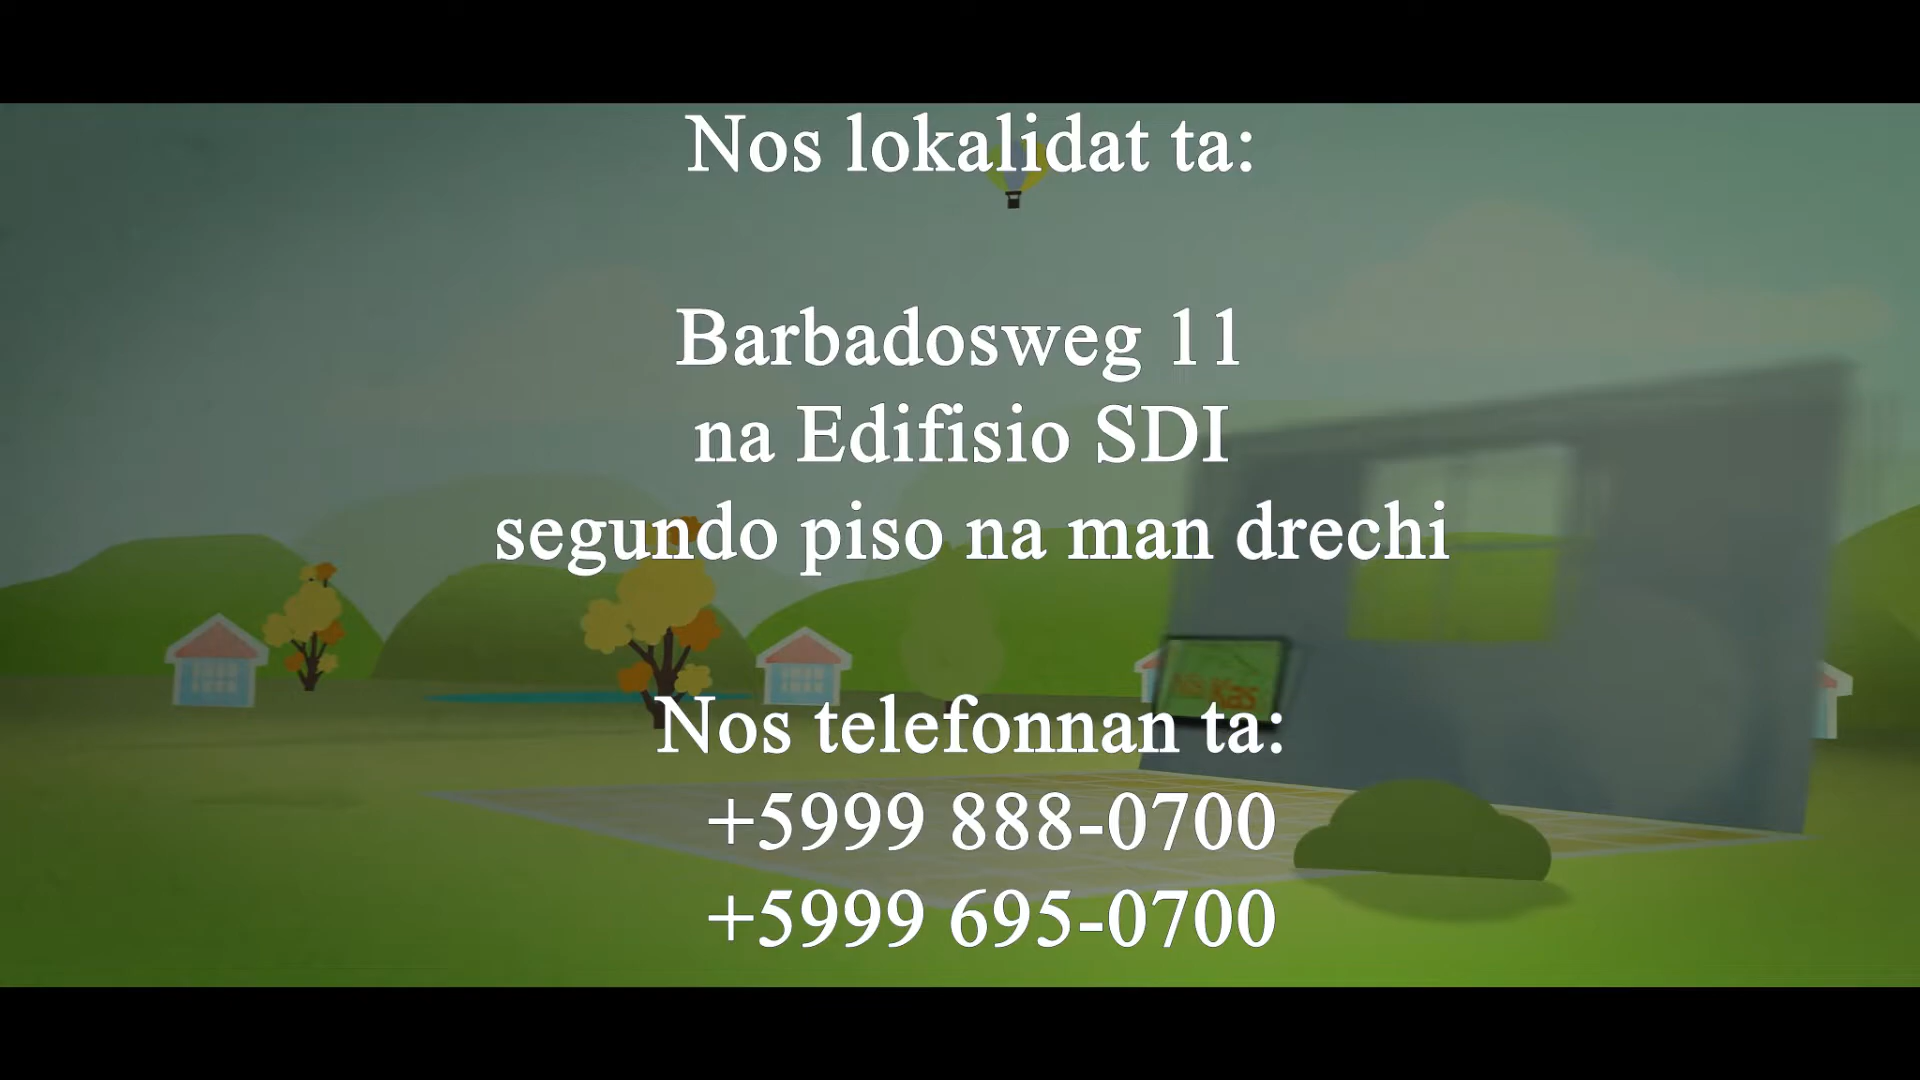 Nos lokalidat ta:
Barbadosweg 11
na Edifisio SDI
segundo piso na man drechi
Kas
Nos telefonnan ta:
+5999 888-0700
+5999 695-0700